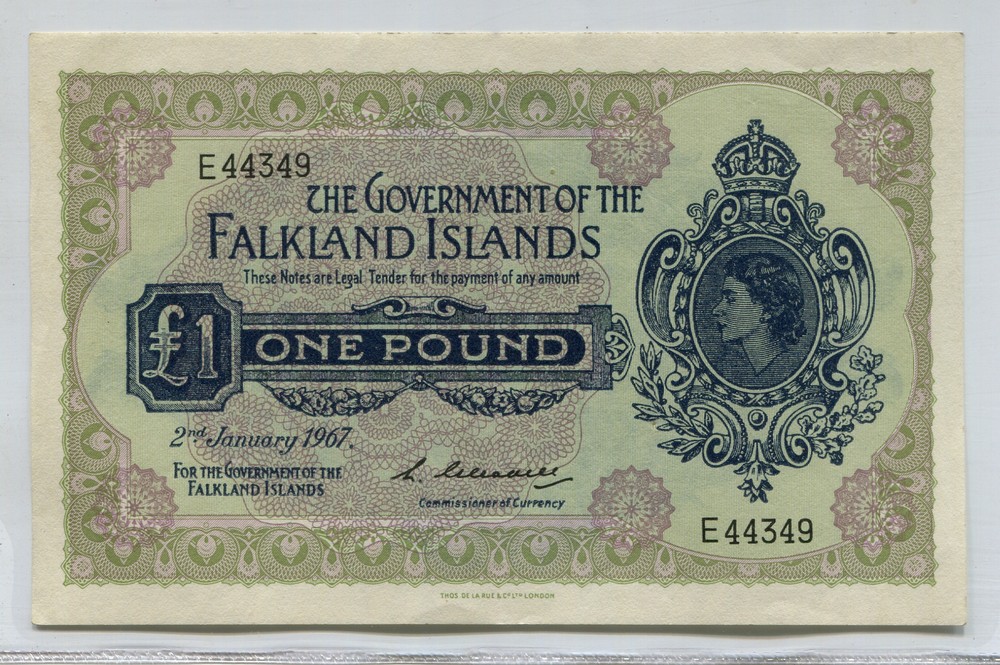 E44349
THE GOVERNMENT OF THE
FALKLAND ISLANDS
These Notes are Legal Tender for the payment of any amount
£1
ONE POUND
2nd January 1967.
FOR THE GOVERNMENT OF THE
FALKLAND ISLANDS
Commissioner of Currency
E44349
THOS. DE LA RUE & CO. LTD LONDON